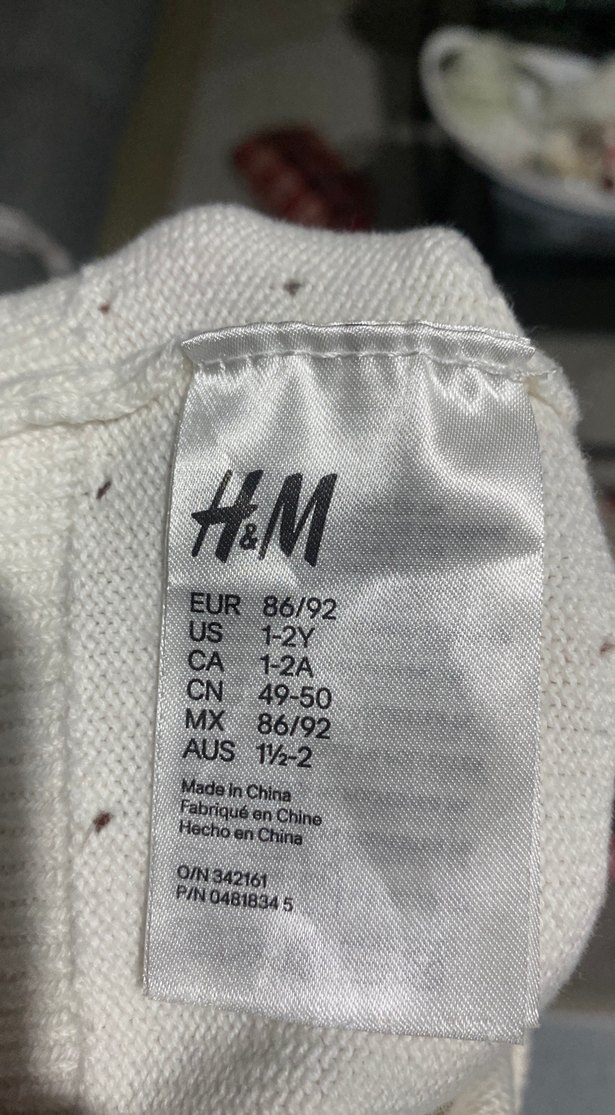 H&M
EUR 86/92
US 1-2Y
CA 1-2A
CN 49-50
MX 86/92
AUS 1½-2
Made in China
Fabriqué en Chine
Hecho en China
O/N 342161
P/N 0481834 5